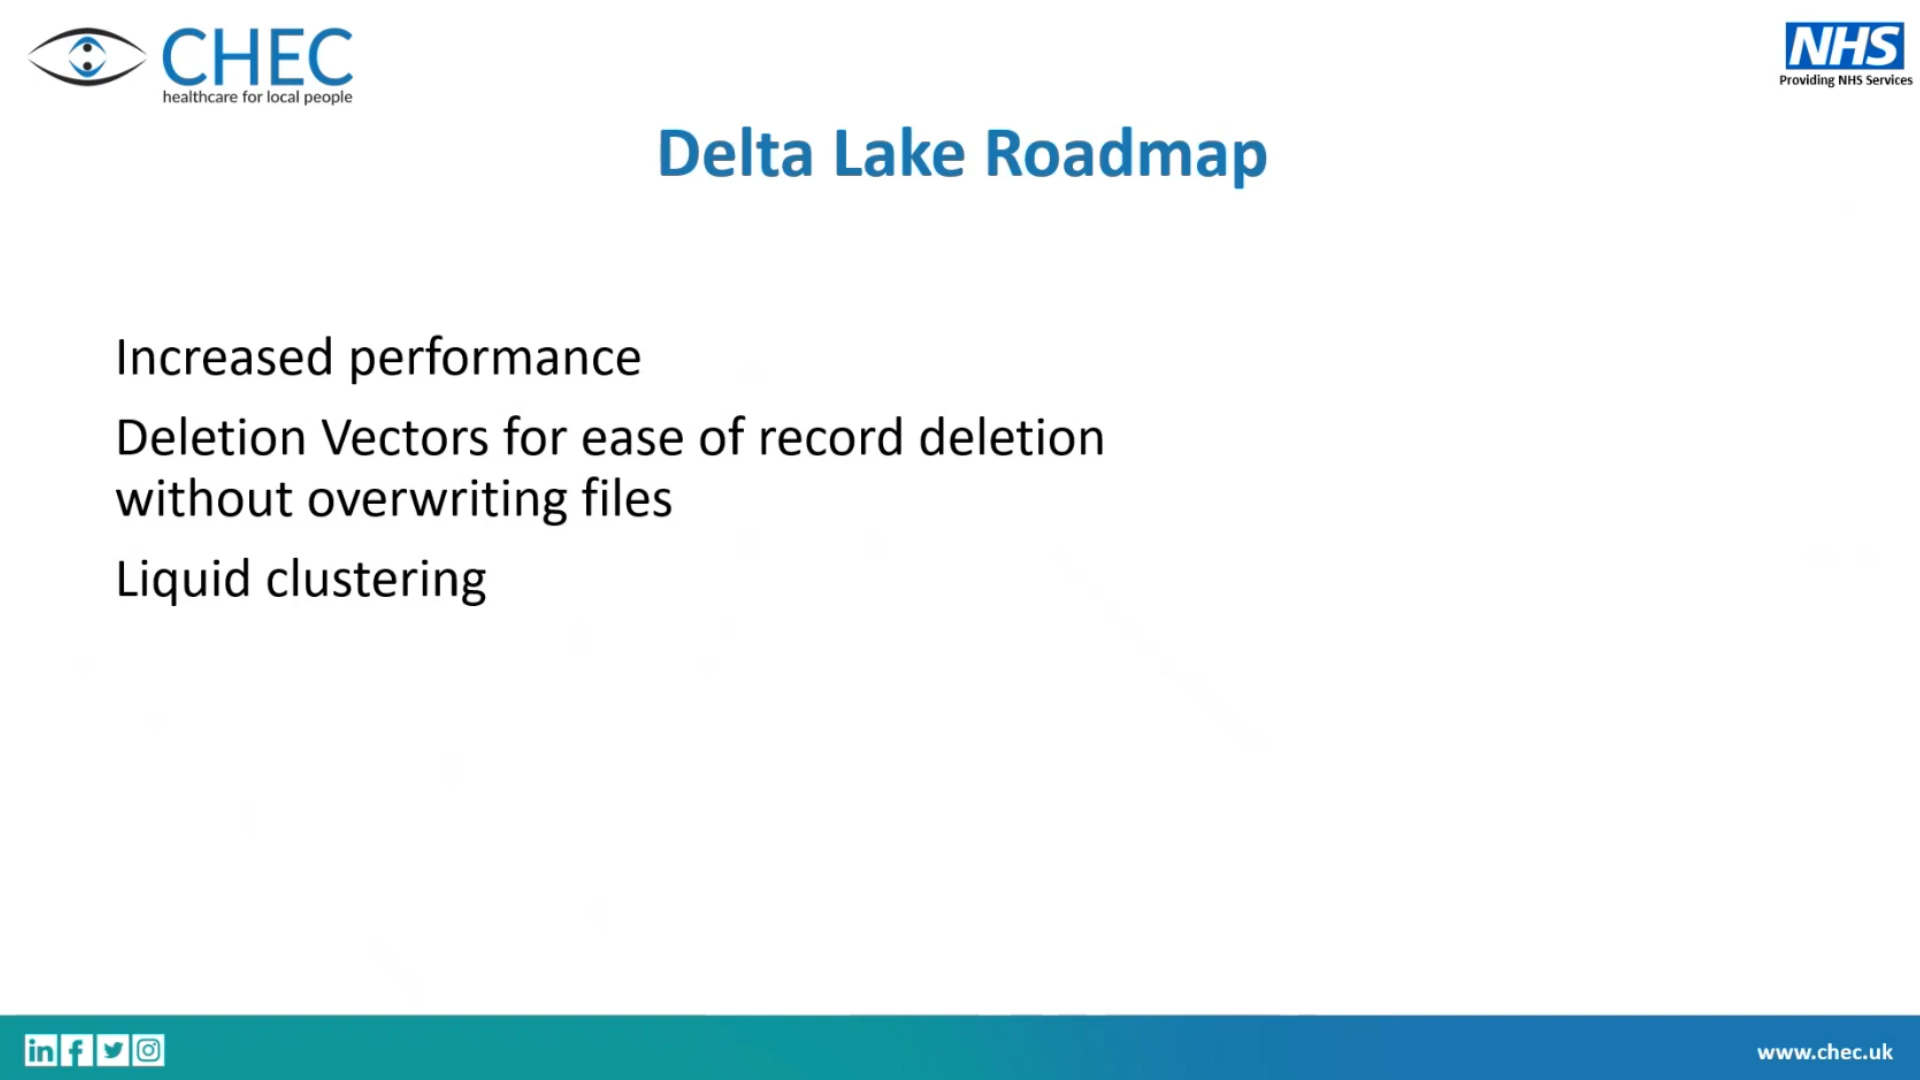 CHEC
healthcare for local people
NHS
Providing NHS Services
Delta Lake Roadmap
Increased performance
Deletion Vectors for ease of record deletion
without overwriting files
Liquid clustering
www.chec.uk